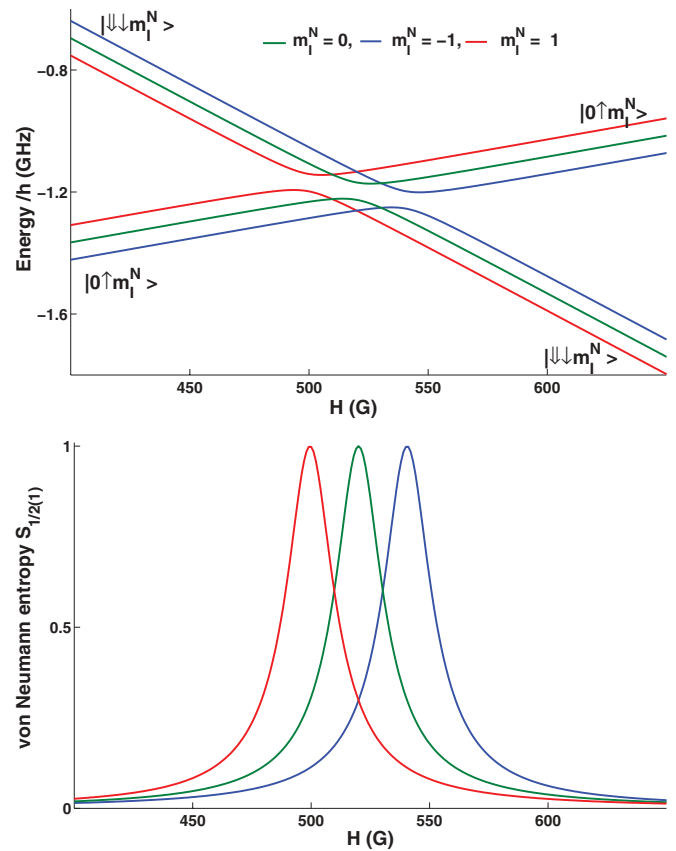 |⇓↓m_I^N >
m_I^N = 0, m_I^N = −1, m_I^N = 1
|0↑m_I^N >
−0.8
−1.2
−1.6
Energy /h (GHz)
|0↑m_I^N >
|⇓↓m_I^N >
450 500 550 600
H (G)
1
0.5
0
von Neumann entropy S_1/2(1)
450 500 550 600
H (G)